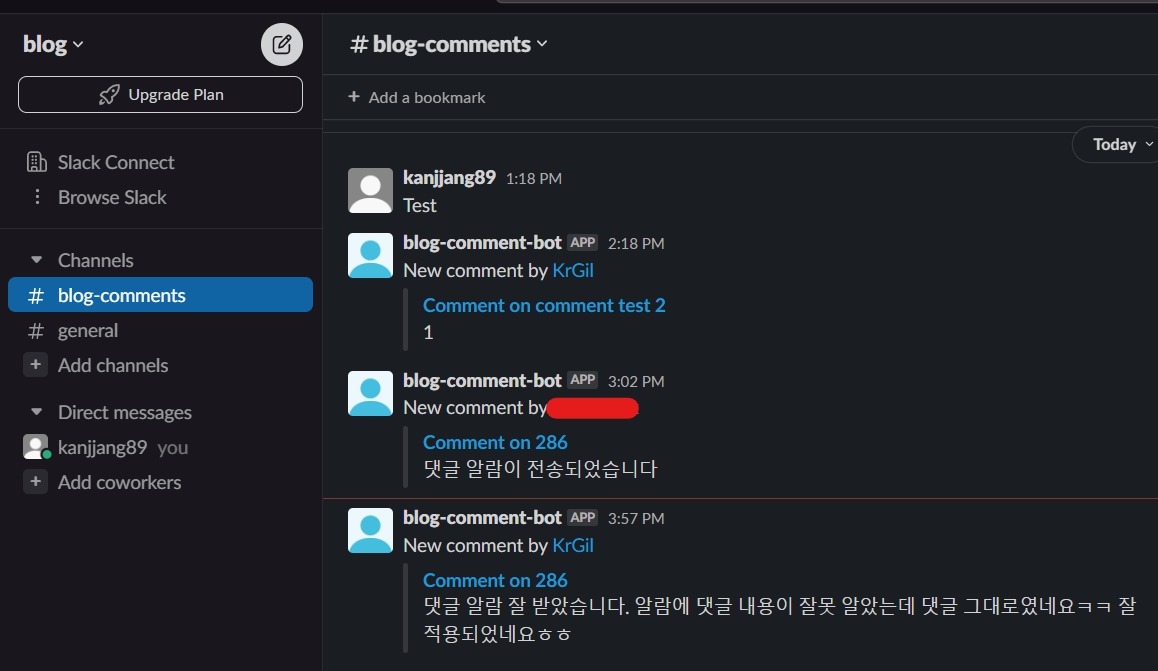 blog
Upgrade Plan
Slack Connect
Browse Slack
Channels
# blog-comments
# general
+ Add channels
Direct messages
kanjjang89 you
+ Add coworkers
# blog-comments
+ Add a bookmark
Today
kanjjang89 1:18 PM
Test
blog-comment-bot APP 2:18 PM
New comment by KrGil
Comment on comment test 2
1
blog-comment-bot APP 3:02 PM
New comment by
Comment on 286
댓글 알람이 전송되었습니다
blog-comment-bot APP 3:57 PM
New comment by KrGil
Comment on 286
댓글 알람 잘 받았습니다. 알람에 댓글 내용이 잘못 알았는데 댓글 그대로였네요ㅋㅋ 잘
적용되었네요ㅎㅎ